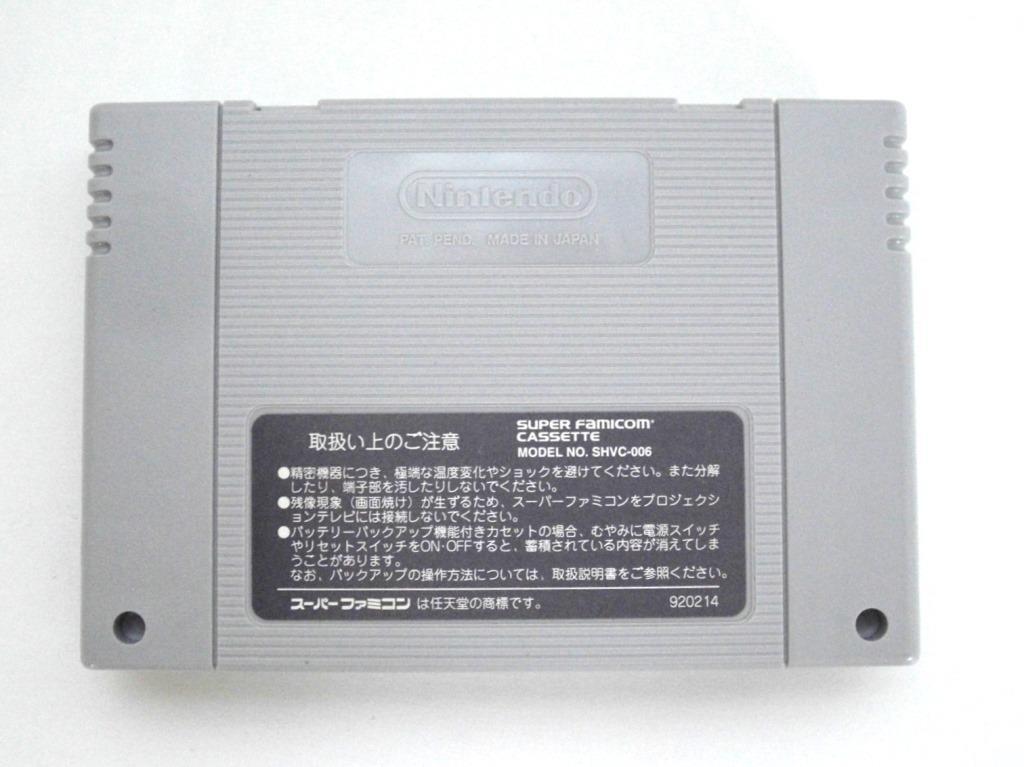 Nintendo
PAT. PEND. MADE IN JAPAN
取扱い上のご注意
SUPER FAMICOM
CASSETTE
MODEL NO. SHVC-006
●精密機器につき、極端な温度変化やショックを避けてください。また分解
したり、端子部を汚したりしないでください。
●残像現象（画面焼け）が生ずるため、スーパーファミコンをプロジェクシ
ョンテレビには接続しないでください。
●バッテリーバックアップ機能付きカセットの場合、むやみに電源スイッチ
やリセットスイッチをON・OFFすると、蓄積されている内容が消えてしま
うことがあります。
なお、バックアップの操作方法については、取扱説明書をご参照ください。
スーパーファミコン は任天堂の商標です。
920214